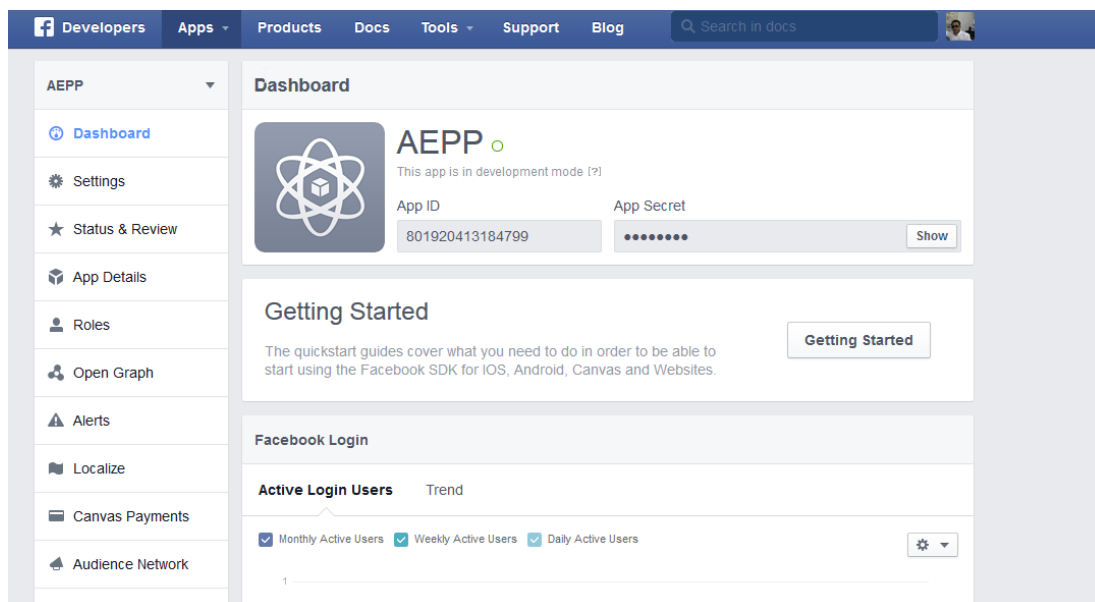 Developers Apps Products Docs Tools Support Blog Search in docs
AEPP
Dashboard
Settings
Status & Review
App Details
Roles
Open Graph
Alerts
Localize
Canvas Payments
Audience Network
Dashboard
AEPP
This app is in development mode [?]
App ID
801920413184799
App Secret
●●●●●●●●
Show
Getting Started
The quickstart guides cover what you need to do in order to be able to
start using the Facebook SDK for iOS, Android, Canvas and Websites.
Getting Started
Facebook Login
Active Login Users Trend
Monthly Active Users Weekly Active Users Daily Active Users
1